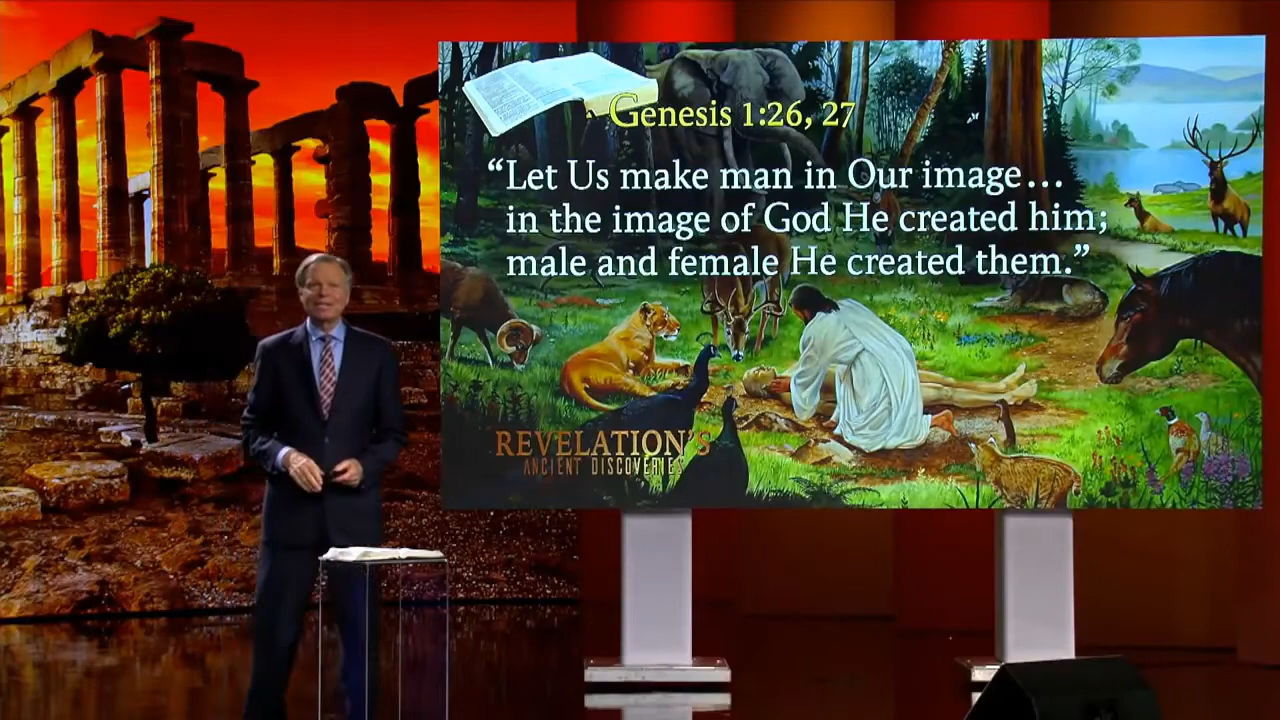 Genesis 1:26, 27
“Let Us make man in Our image...
in the image of God He created him;
male and female He created them.”
REVELATION'S
ANCIENT DISCOVERIES